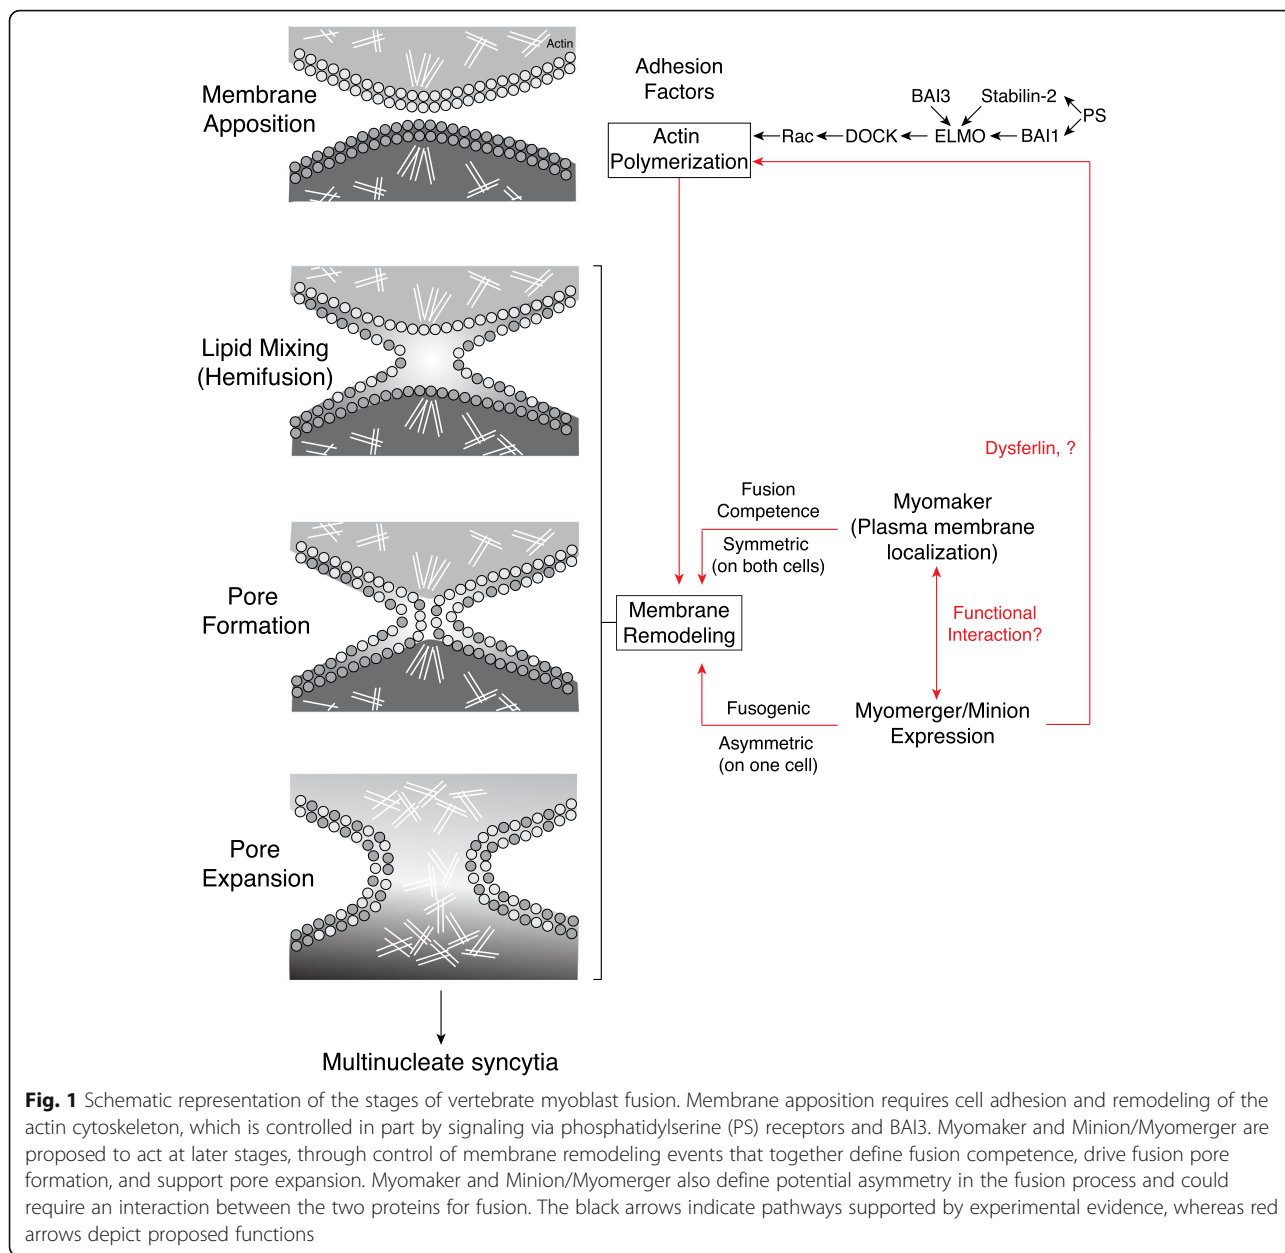 Actin
Membrane
Apposition
Adhesion
Factors
BAI3
Stabilin-2
PS
Actin
Polymerization
Rac
DOCK
ELMO
BAI1
Lipid Mixing
(Hemifusion)
Dysferlin, ?
Fusion
Competence
Symmetric
(on both cells)
Myomaker
(Plasma membrane
localization)
Pore
Formation
Membrane
Remodeling
Functional
Interaction?
Fusogenic
Asymmetric
(on one cell)
Myomerger/Minion
Expression
Pore
Expansion
Multinucleate syncytia
Fig. 1 Schematic representation of the stages of vertebrate myoblast fusion. Membrane apposition requires cell adhesion and remodeling of the
actin cytoskeleton, which is controlled in part by signaling via phosphatidylserine (PS) receptors and BAI3. Myomaker and Minion/Myomerger are
proposed to act at later stages, through control of membrane remodeling events that together define fusion competence, drive fusion pore
formation, and support pore expansion. Myomaker and Minion/Myomerger also define potential asymmetry in the fusion process and could
require an interaction between the two proteins for fusion. The black arrows indicate pathways supported by experimental evidence, whereas red
arrows depict proposed functions